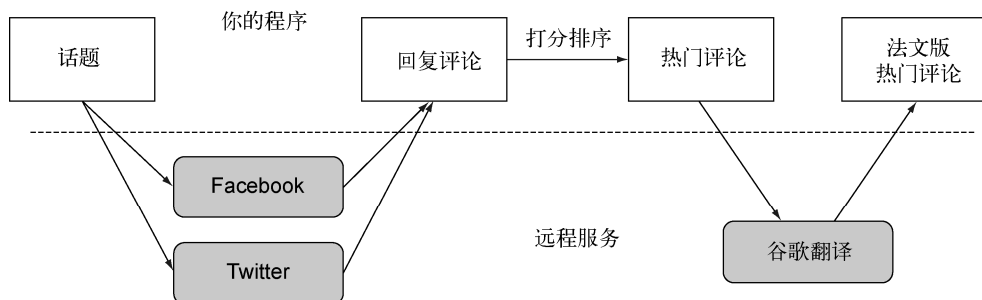 你的程序
话题
回复评论
打分排序
热门评论
法文版
热门评论
Facebook
Twitter
远程服务
谷歌翻译